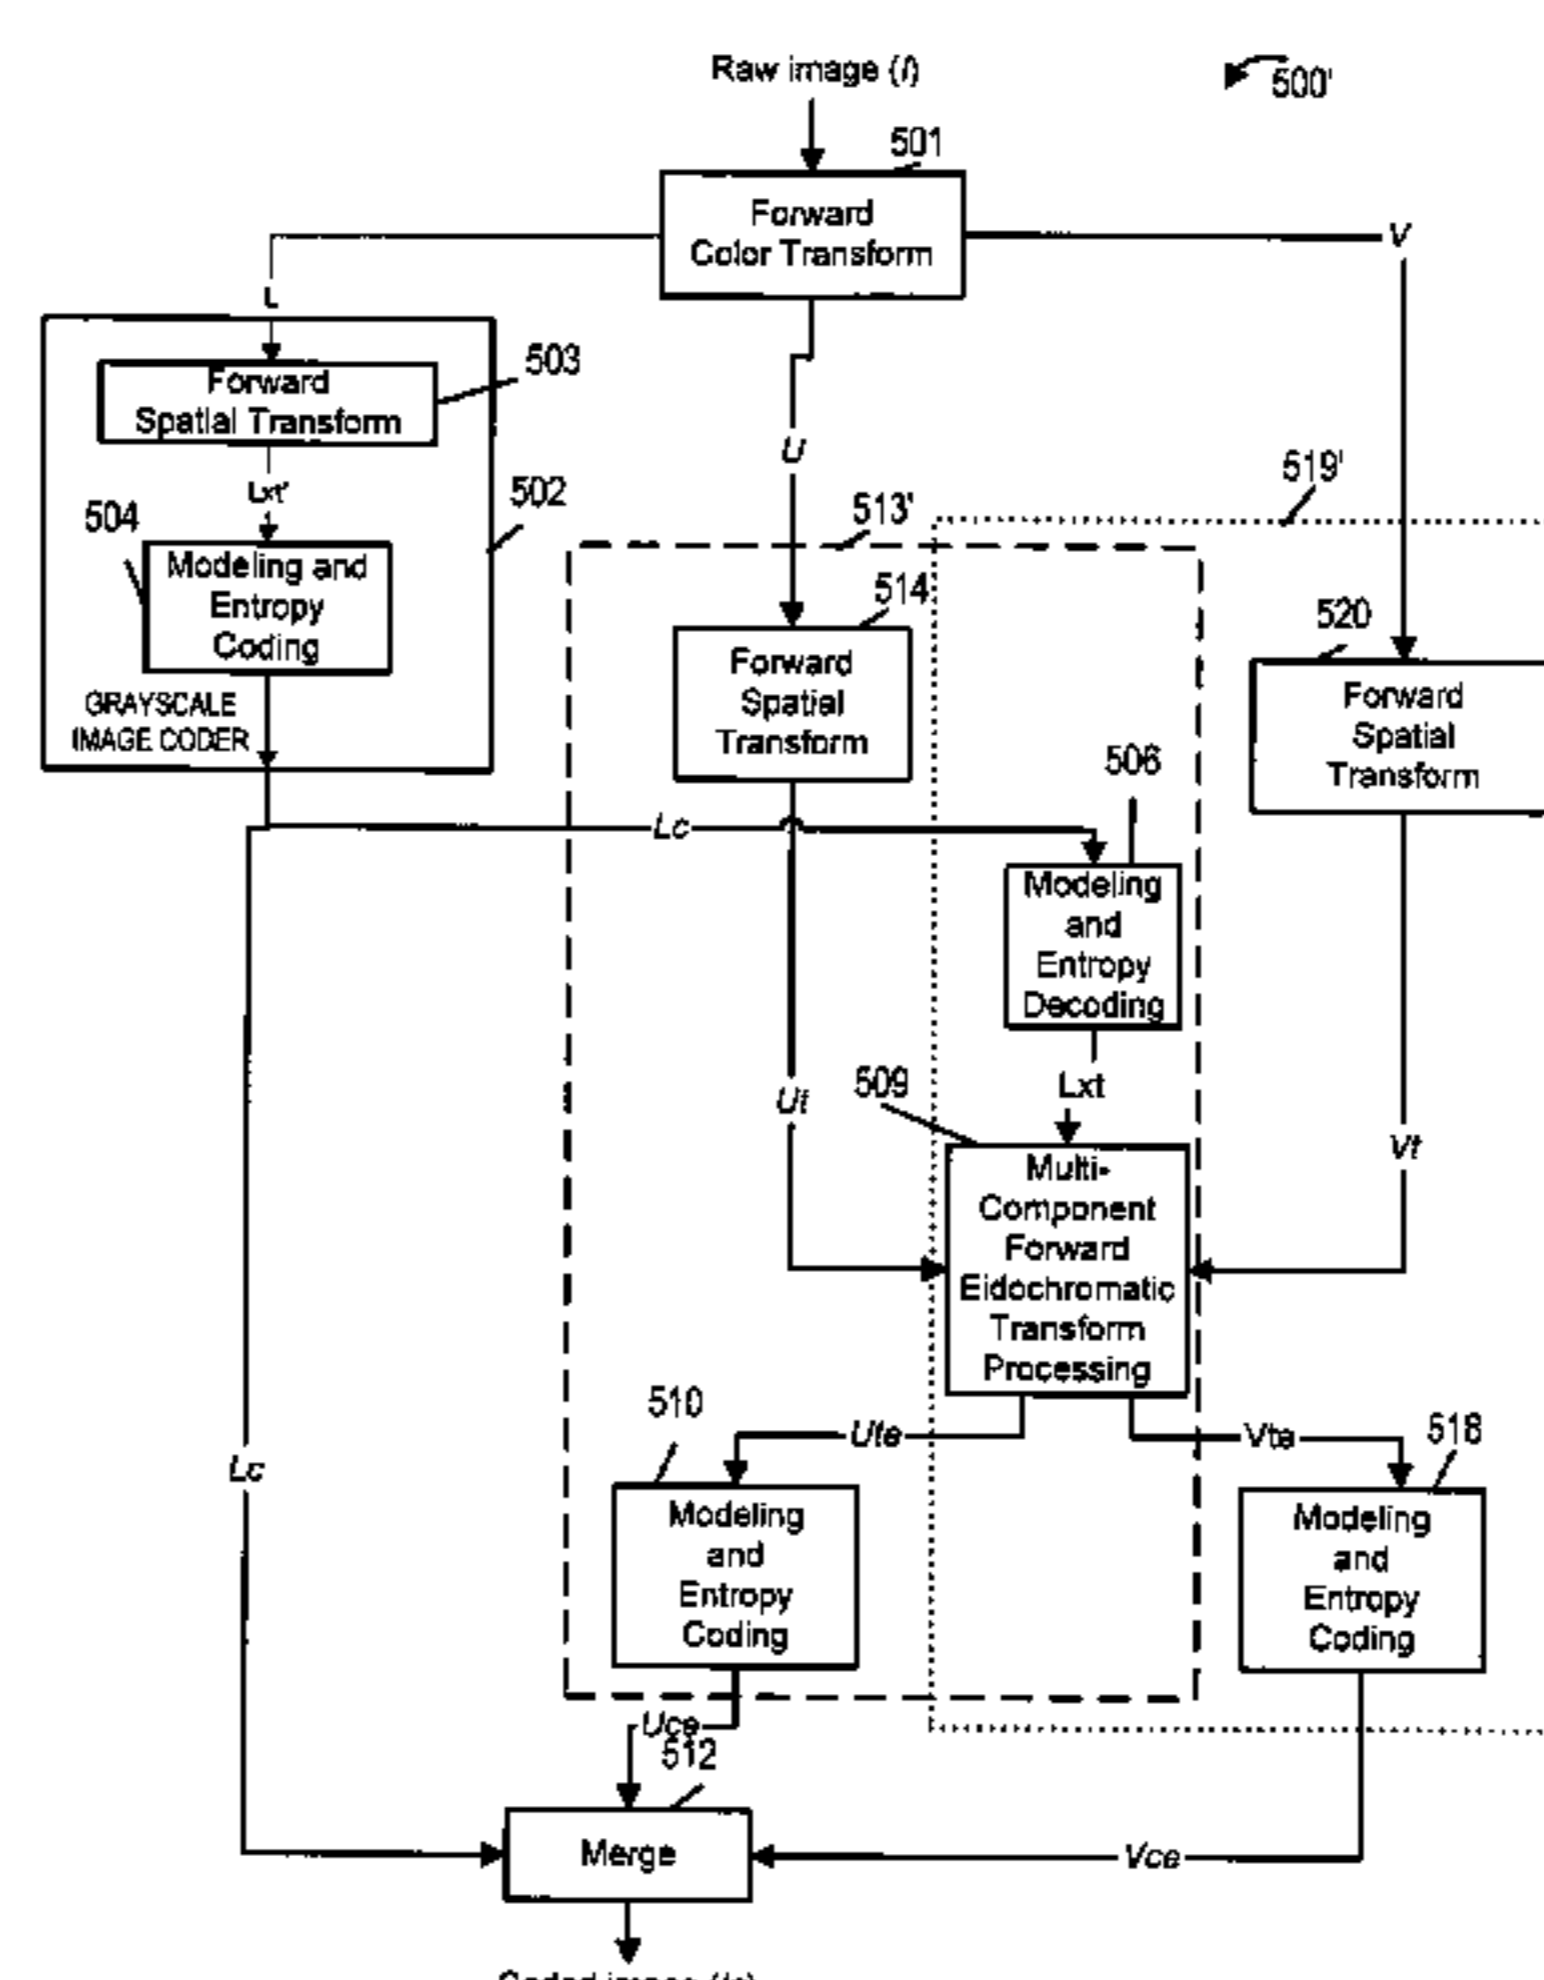 Raw image (I)
500'
501
Forward
Color Transform
V
L
503
Forward
Spatial Transform
U
519'
Lxt'
502
504
513'
Modeling and
Entropy
Coding
514
520
Forward
Spatial
Transform
Forward
Spatial
Transform
GRAYSCALE
IMAGE CODER
506
Lc
Modeling
and
Entropy
Decoding
509
Lxt
Ut
Vt
Multi-
Component
Forward
Eidochromatic
Transform
Processing
510
Ute
Vte
518
Lc
Modeling
and
Entropy
Coding
Modeling
and
Entropy
Coding
Uce
512
Merge
Vce